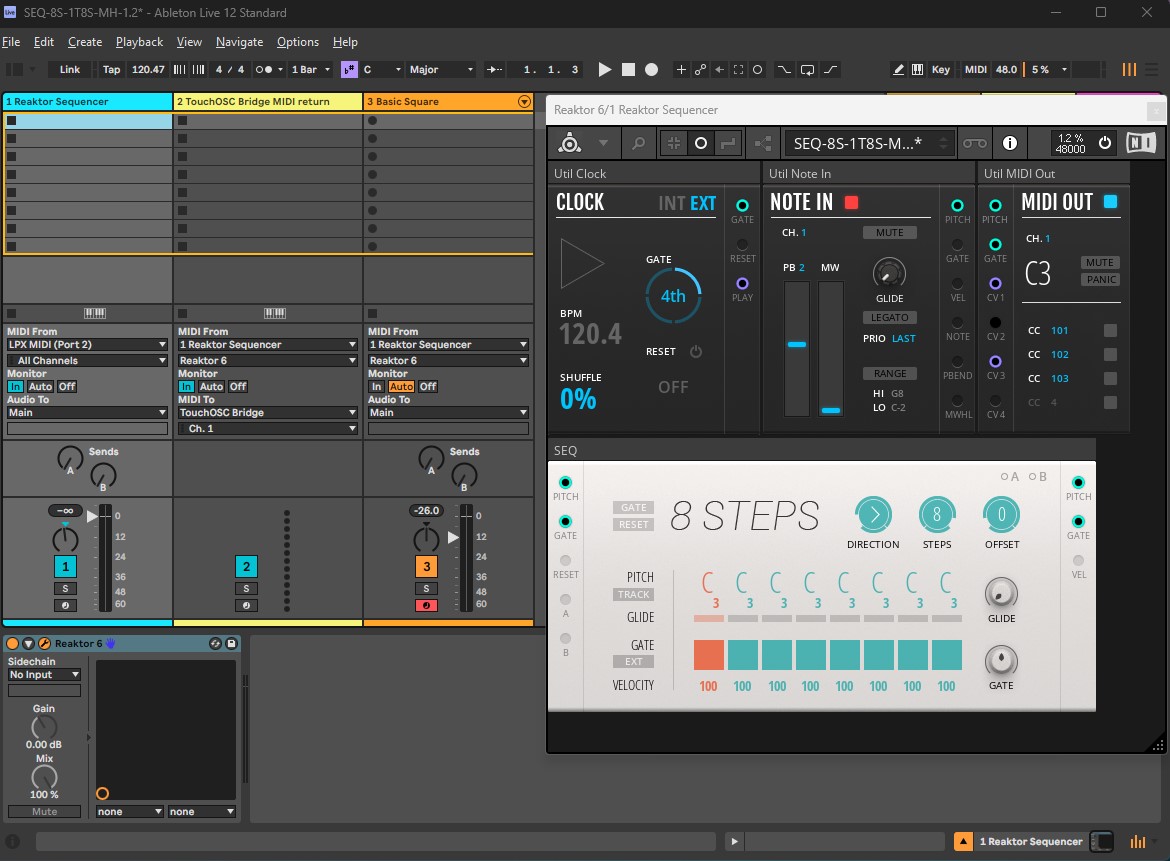 SEQ-8S-1T8S-MH-1.2* - Ableton Live 12 Standard
File Edit Create Playback View Navigate Options Help
Link Tap 120.47 4 / 4 1 Bar C Major 1. 1. 3 Key MIDI 48.0 5 %
1 Reaktor Sequencer
2 TouchOSC Bridge MIDI return
3 Basic Square
MIDI From
LPX MIDI (Port 2)
All Channels
Monitor
In Auto Off
Audio To
Main
MIDI From
1 Reaktor Sequencer
Reaktor 6
Monitor
In Auto Off
MIDI To
TouchOSC Bridge
Ch. 1
MIDI From
1 Reaktor Sequencer
Reaktor 6
Monitor
In Auto Off
Audio To
Main
Sends
A
B
Sends
A
B
-∞
0
12
24
36
48
60
1
S
2
S
-26.0
0
12
24
36
48
60
3
S
Reaktor 6/1 Reaktor Sequencer
SEQ-8S-1T8S-M...*
1.2 %
48000
Util Clock
CLOCK INT EXT
GATE
4th
BPM
120.4
RESET
SHUFFLE
0%
OFF
GATE
RESET
PLAY
Util Note In
NOTE IN
CH. 1
MUTE
PB 2 MW
GLIDE
LEGATO
PRIO LAST
RANGE
HI G8
LO C-2
PITCH
GATE
VEL
NOTE
PBEND
MWHL
Util MIDI Out
PITCH
GATE
CV 1
CV 2
CV 3
CV 4
MIDI OUT
CH. 1
C3
MUTE
PANIC
CC 101
CC 102
CC 103
CC 4
SEQ
PITCH
GATE
RESET
A
B
A B
GATE
RESET
8 STEPS
8
0
DIRECTION STEPS OFFSET
PITCH
TRACK
C C C C C C C C
3 3 3 3 3 3 3 3
GLIDE
GLIDE
GATE
EXT
GATE
VELOCITY
100 100 100 100 100 100 100 100
PITCH
GATE
VEL
Reaktor 6
Sidechain
No Input
Gain
0.00 dB
Mix
100 %
Mute
none none
1 Reaktor Sequencer